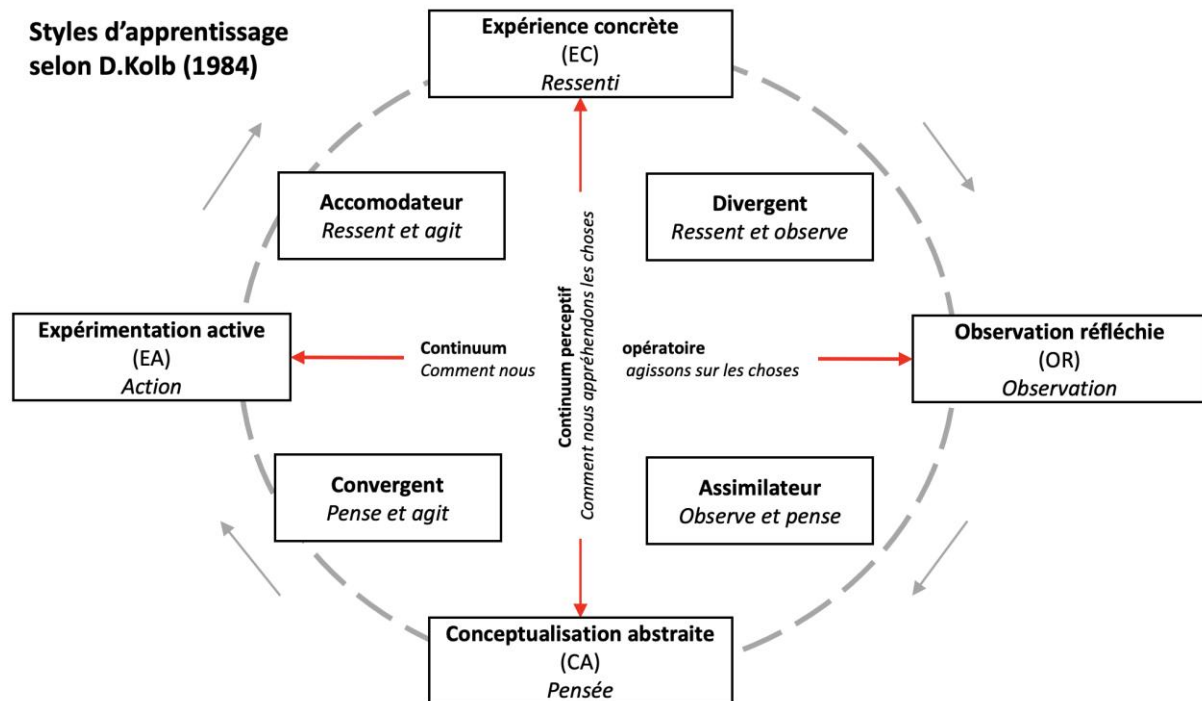 Styles d’apprentissage
selon D.Kolb (1984)
Expérience concrète
(EC)
Ressenti
Accomodateur
Ressent et agit
Divergent
Ressent et observe
Expérimentation active
(EA)
Action
Continuum
Comment nous
Continuum perceptif
Comment nous appréhendons les choses
opératoire
agissons sur les choses
Observation réfléchie
(OR)
Observation
Convergent
Pense et agit
Assimilateur
Observe et pense
Conceptualisation abstraite
(CA)
Pensée